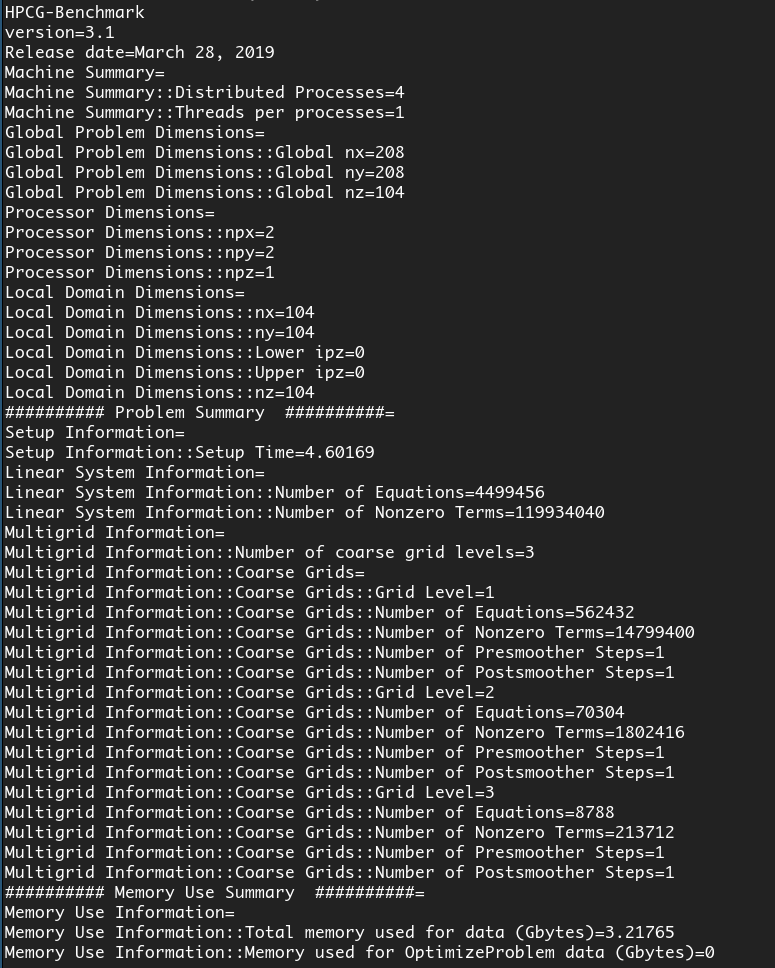 HPCG-Benchmark
version=3.1
Release date=March 28, 2019
Machine Summary=
Machine Summary::Distributed Processes=4
Machine Summary::Threads per processes=1
Global Problem Dimensions=
Global Problem Dimensions::Global nx=208
Global Problem Dimensions::Global ny=208
Global Problem Dimensions::Global nz=104
Processor Dimensions=
Processor Dimensions::npx=2
Processor Dimensions::npy=2
Processor Dimensions::npz=1
Local Domain Dimensions=
Local Domain Dimensions::nx=104
Local Domain Dimensions::ny=104
Local Domain Dimensions::Lower ipz=0
Local Domain Dimensions::Upper ipz=0
Local Domain Dimensions::nz=104
########## Problem Summary  ##########=
Setup Information=
Setup Information::Setup Time=4.60169
Linear System Information=
Linear System Information::Number of Equations=4499456
Linear System Information::Number of Nonzero Terms=119934040
Multigrid Information=
Multigrid Information::Number of coarse grid levels=3
Multigrid Information::Coarse Grids=
Multigrid Information::Coarse Grids::Grid Level=1
Multigrid Information::Coarse Grids::Number of Equations=562432
Multigrid Information::Coarse Grids::Number of Nonzero Terms=14799400
Multigrid Information::Coarse Grids::Number of Presmoother Steps=1
Multigrid Information::Coarse Grids::Number of Postsmoother Steps=1
Multigrid Information::Coarse Grids::Grid Level=2
Multigrid Information::Coarse Grids::Number of Equations=70304
Multigrid Information::Coarse Grids::Number of Nonzero Terms=1802416
Multigrid Information::Coarse Grids::Number of Presmoother Steps=1
Multigrid Information::Coarse Grids::Number of Postsmoother Steps=1
Multigrid Information::Coarse Grids::Grid Level=3
Multigrid Information::Coarse Grids::Number of Equations=8788
Multigrid Information::Coarse Grids::Number of Nonzero Terms=213712
Multigrid Information::Coarse Grids::Number of Presmoother Steps=1
Multigrid Information::Coarse Grids::Number of Postsmoother Steps=1
########## Memory Use Summary  ##########=
Memory Use Information=
Memory Use Information::Total memory used for data (Gbytes)=3.21765
Memory Use Information::Memory used for OptimizeProblem data (Gbytes)=0